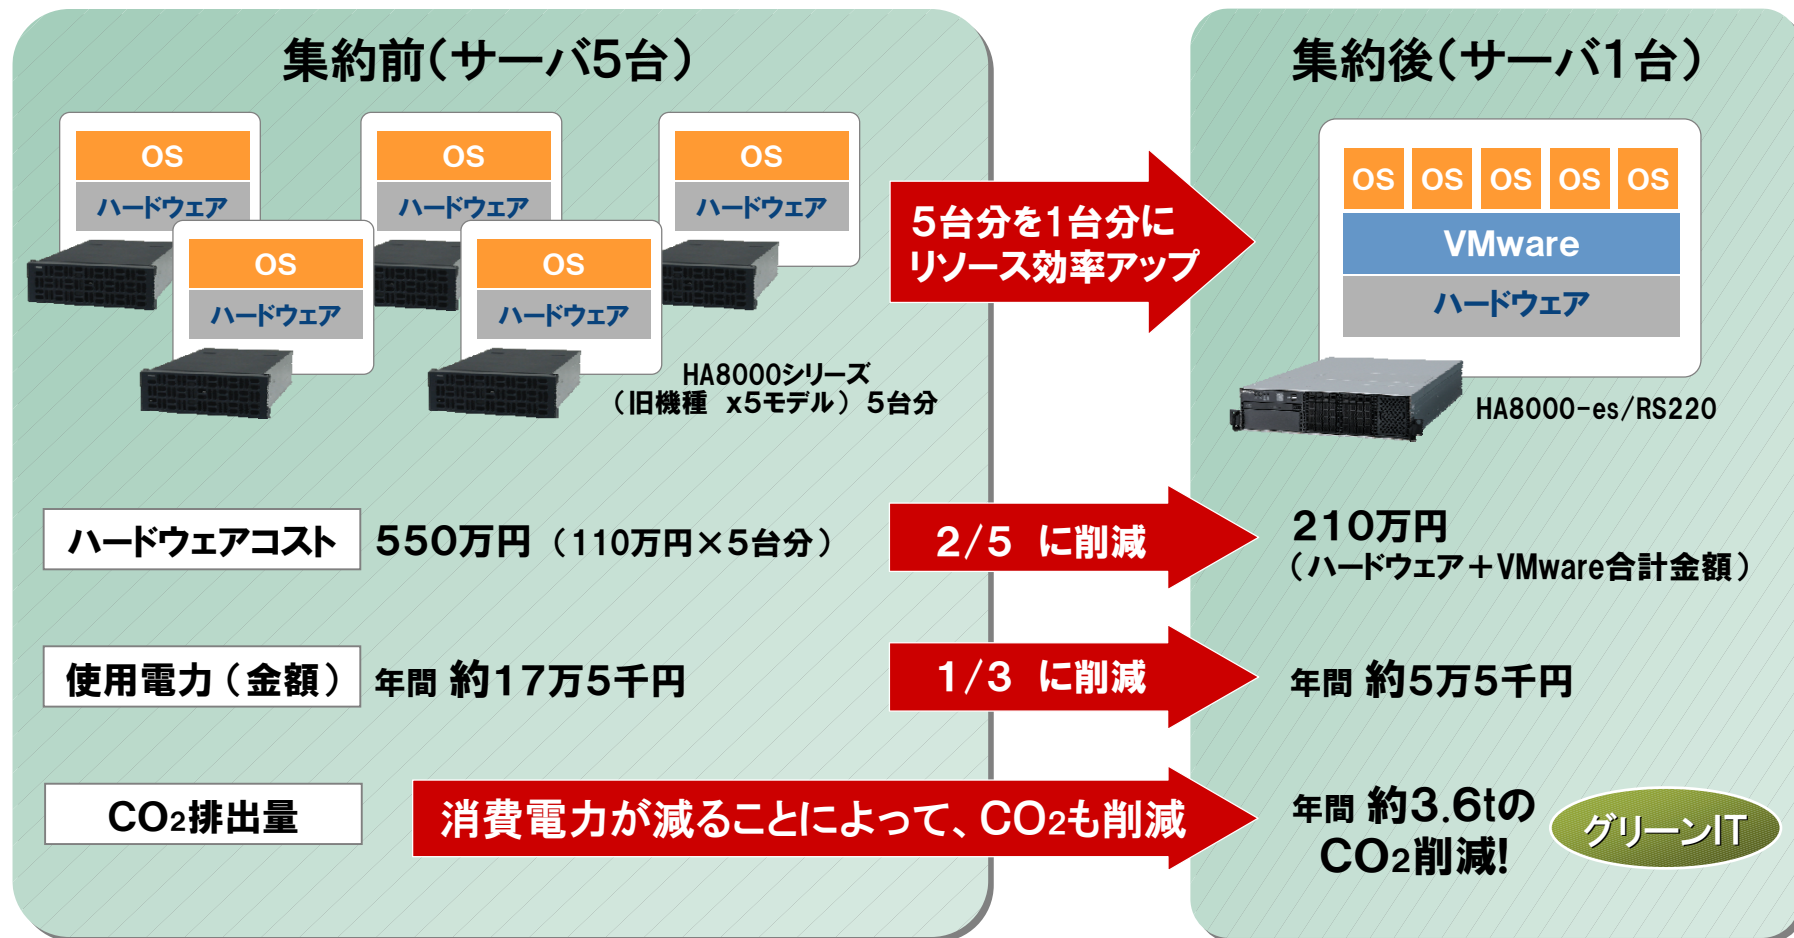 集約前（サーバ5台）
OS
ハードウェア
OS
ハードウェア
OS
ハードウェア
OS
ハードウェア
OS
ハードウェア
HA8000シリーズ
（旧機種　x5モデル）5台分
5台分を1台分に
リソース効率アップ
集約後（サーバ1台）
OS OS OS OS OS
VMware
ハードウェア
HA8000-es/RS220
ハードウェアコスト
550万円（110万円×5台分）
2/5 に削減
210万円
（ハードウェア＋VMware合計金額）
使用電力（金額）
年間 約17万5千円
1/3 に削減
年間 約5万5千円
CO2排出量
消費電力が減ることによって、CO2も削減
年間 約3.6tの
CO2削減!
グリーンIT